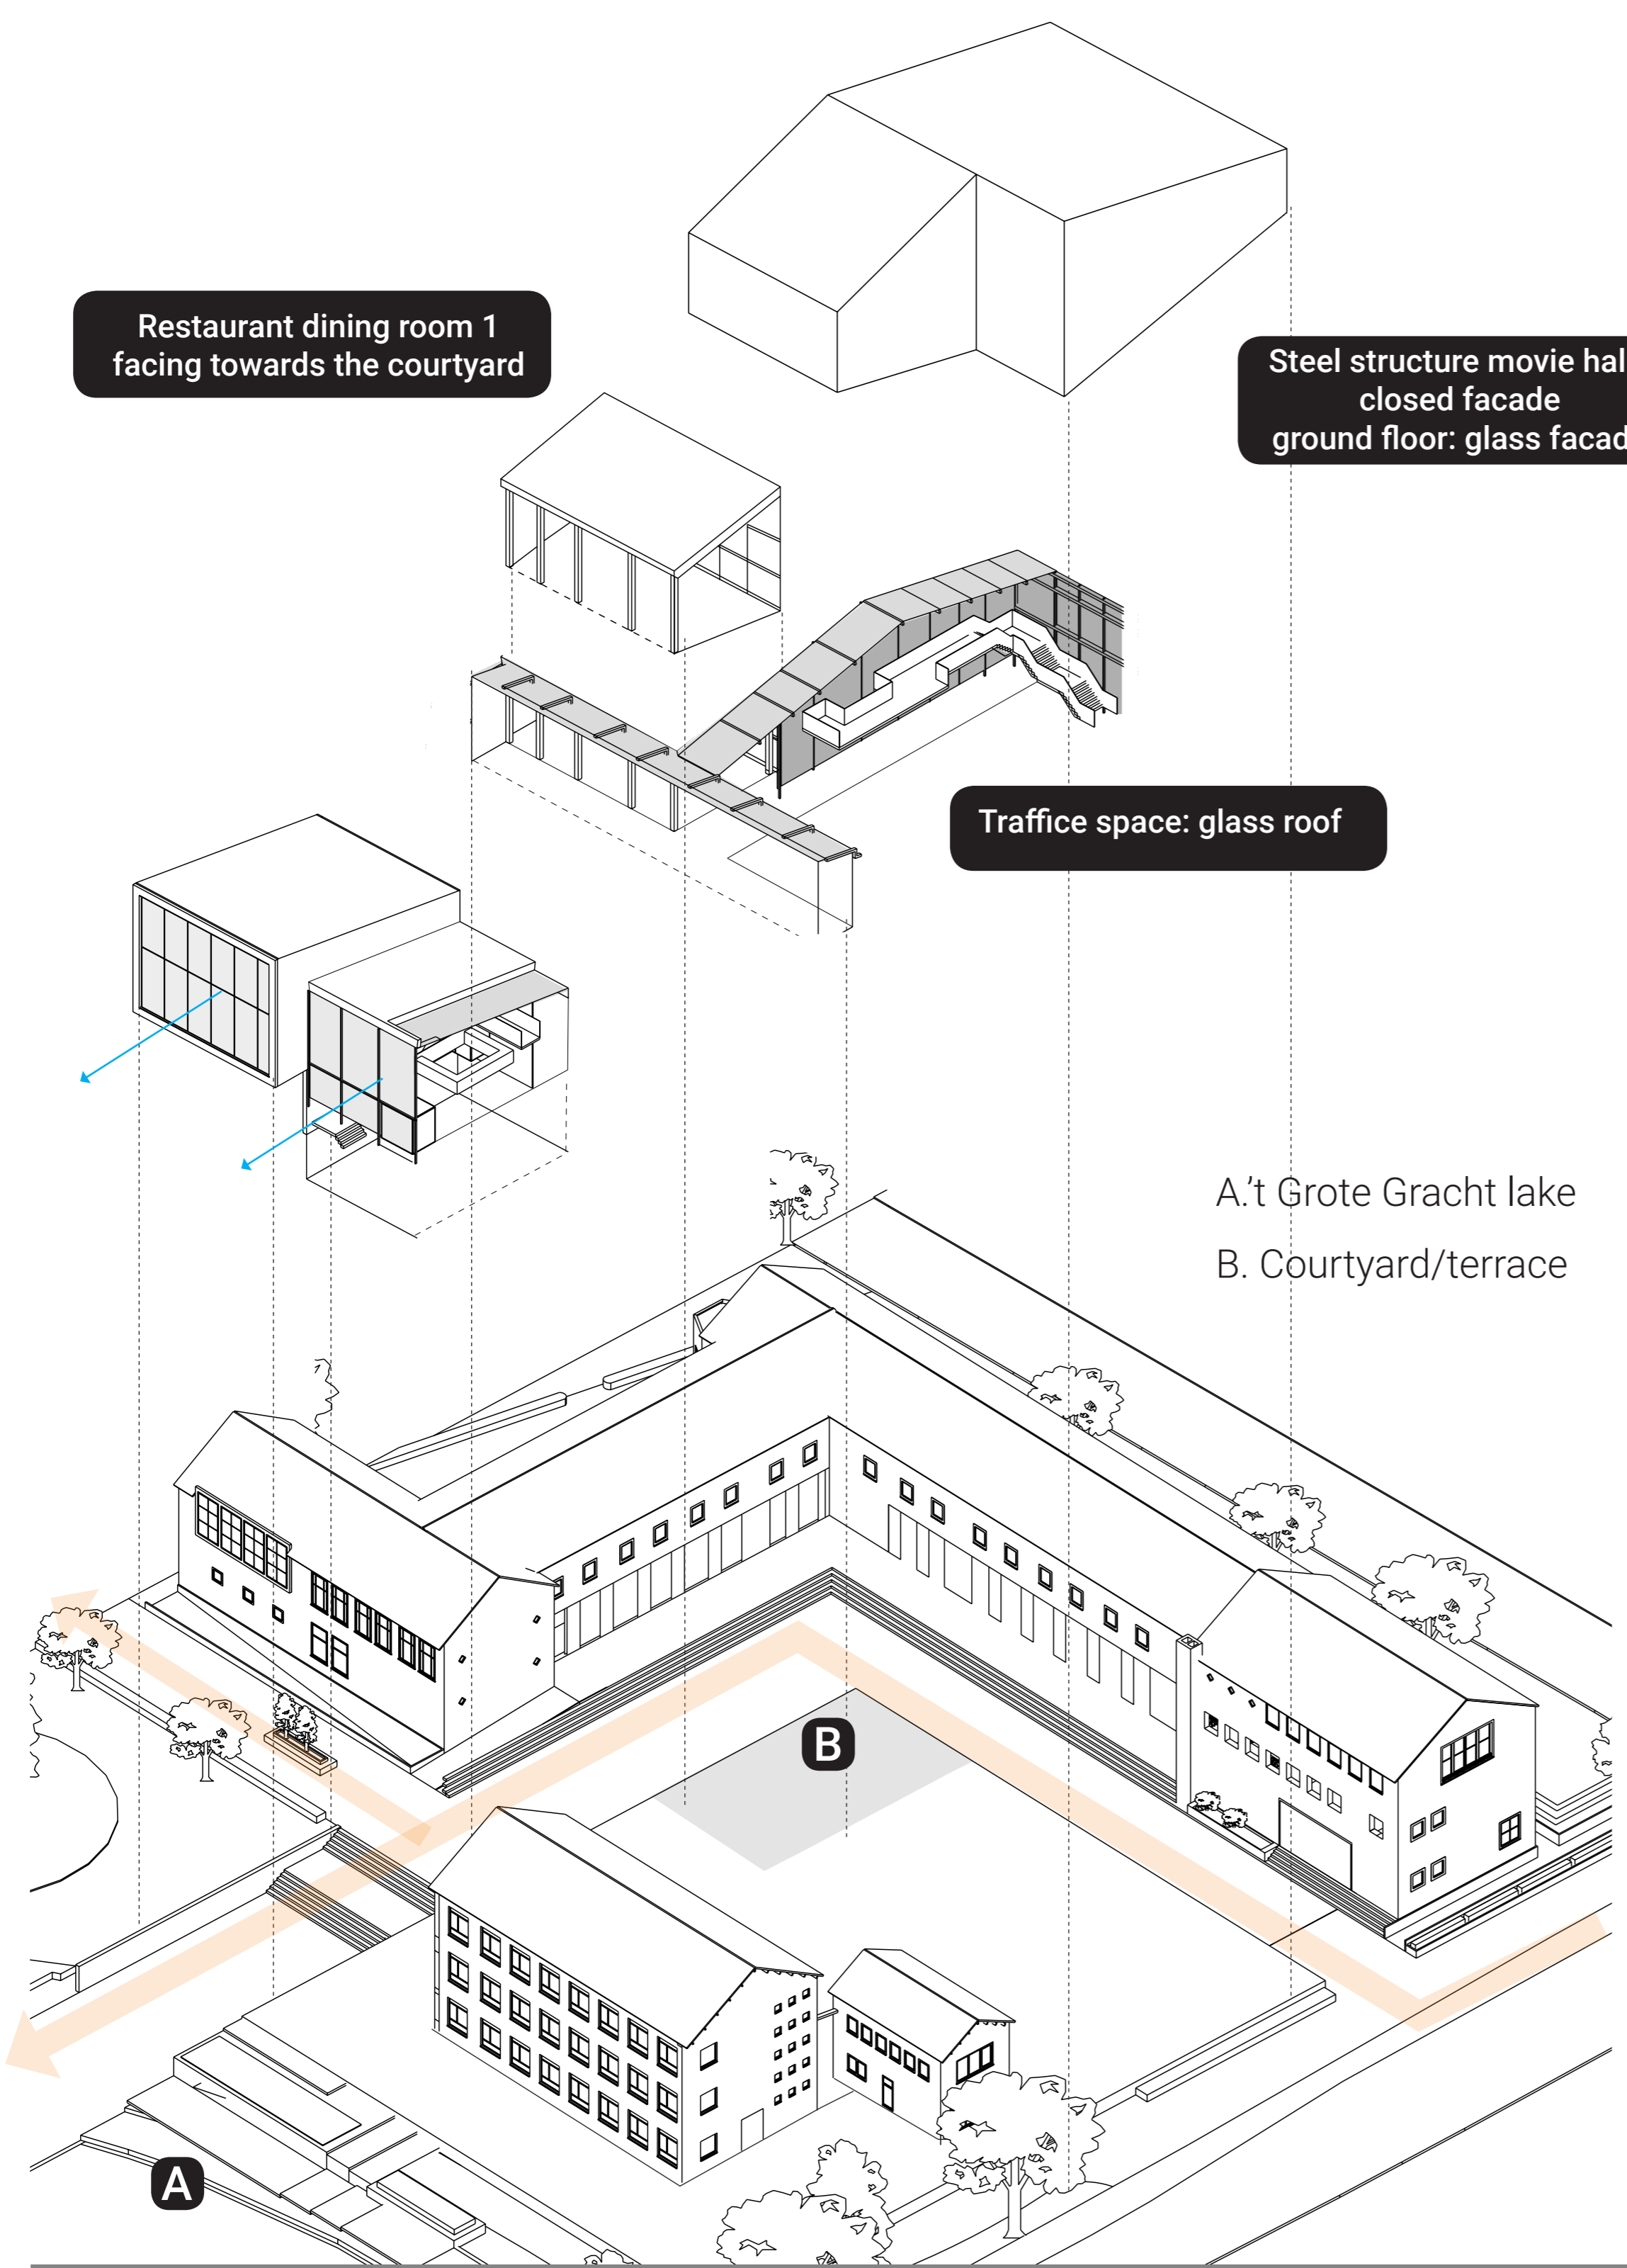 Restaurant dining room 1
facing towards the courtyard
Steel structure movie hal
closed facade
ground floor: glass facad
Traffice space: glass roof
A.'t Grote Gracht lake
B. Courtyard/terrace
B
A